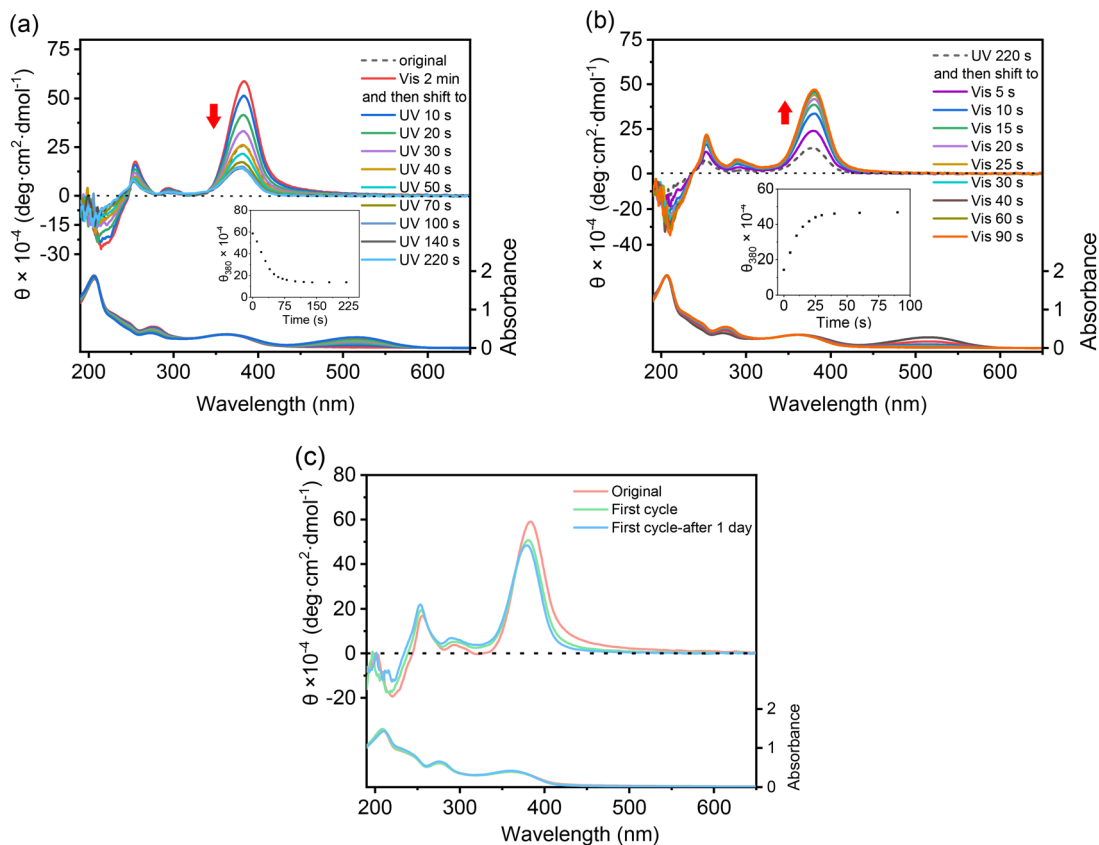 (a)
θ × 10⁻⁴ (deg·cm²·dmol⁻¹)
75
50
25
0
-15
-30
original
Vis 2 min
and then shift to
UV 10 s
UV 20 s
UV 30 s
UV 40 s
UV 50 s
UV 70 s
UV 100 s
UV 140 s
UV 220 s
θ₃₈₀ × 10⁻⁴
80
60
40
20
0
0 75 150 225
Time (s)
2
1
0
Absorbance
200 300 400 500 600
Wavelength (nm)
(b)
θ × 10⁻⁴ (deg·cm²·dmol⁻¹)
75
50
25
0
-20
-40
UV 220 s
and then shift to
Vis 5 s
Vis 10 s
Vis 15 s
Vis 20 s
Vis 25 s
Vis 30 s
Vis 40 s
Vis 60 s
Vis 90 s
θ₃₈₀ × 10⁻⁴
60
40
20
0
0 25 50 75 100
Time (s)
2
1
0
Absorbance
200 300 400 500 600
Wavelength (nm)
(c)
θ ×10⁻⁴ (deg·cm²·dmol⁻¹)
80
60
40
20
0
-20
Original
First cycle
First cycle-after 1 day
2
1
0
Absorbance
200 300 400 500 600
Wavelength (nm)